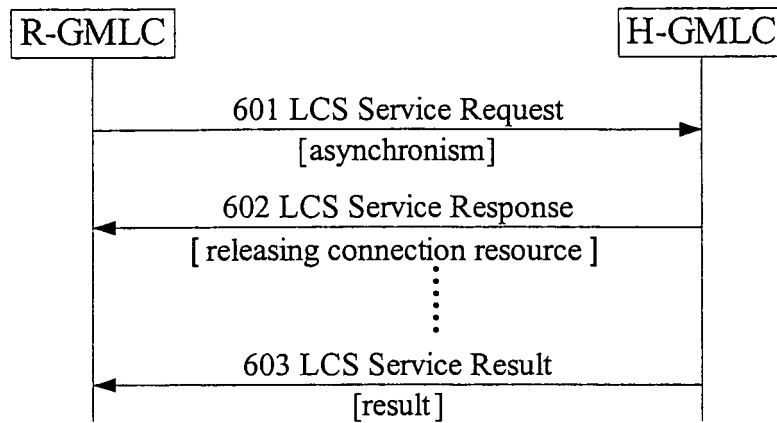 R-GMLC
H-GMLC
601 LCS Service Request
[asynchronism]
602 LCS Service Response
[ releasing connection resource ]
603 LCS Service Result
[result]